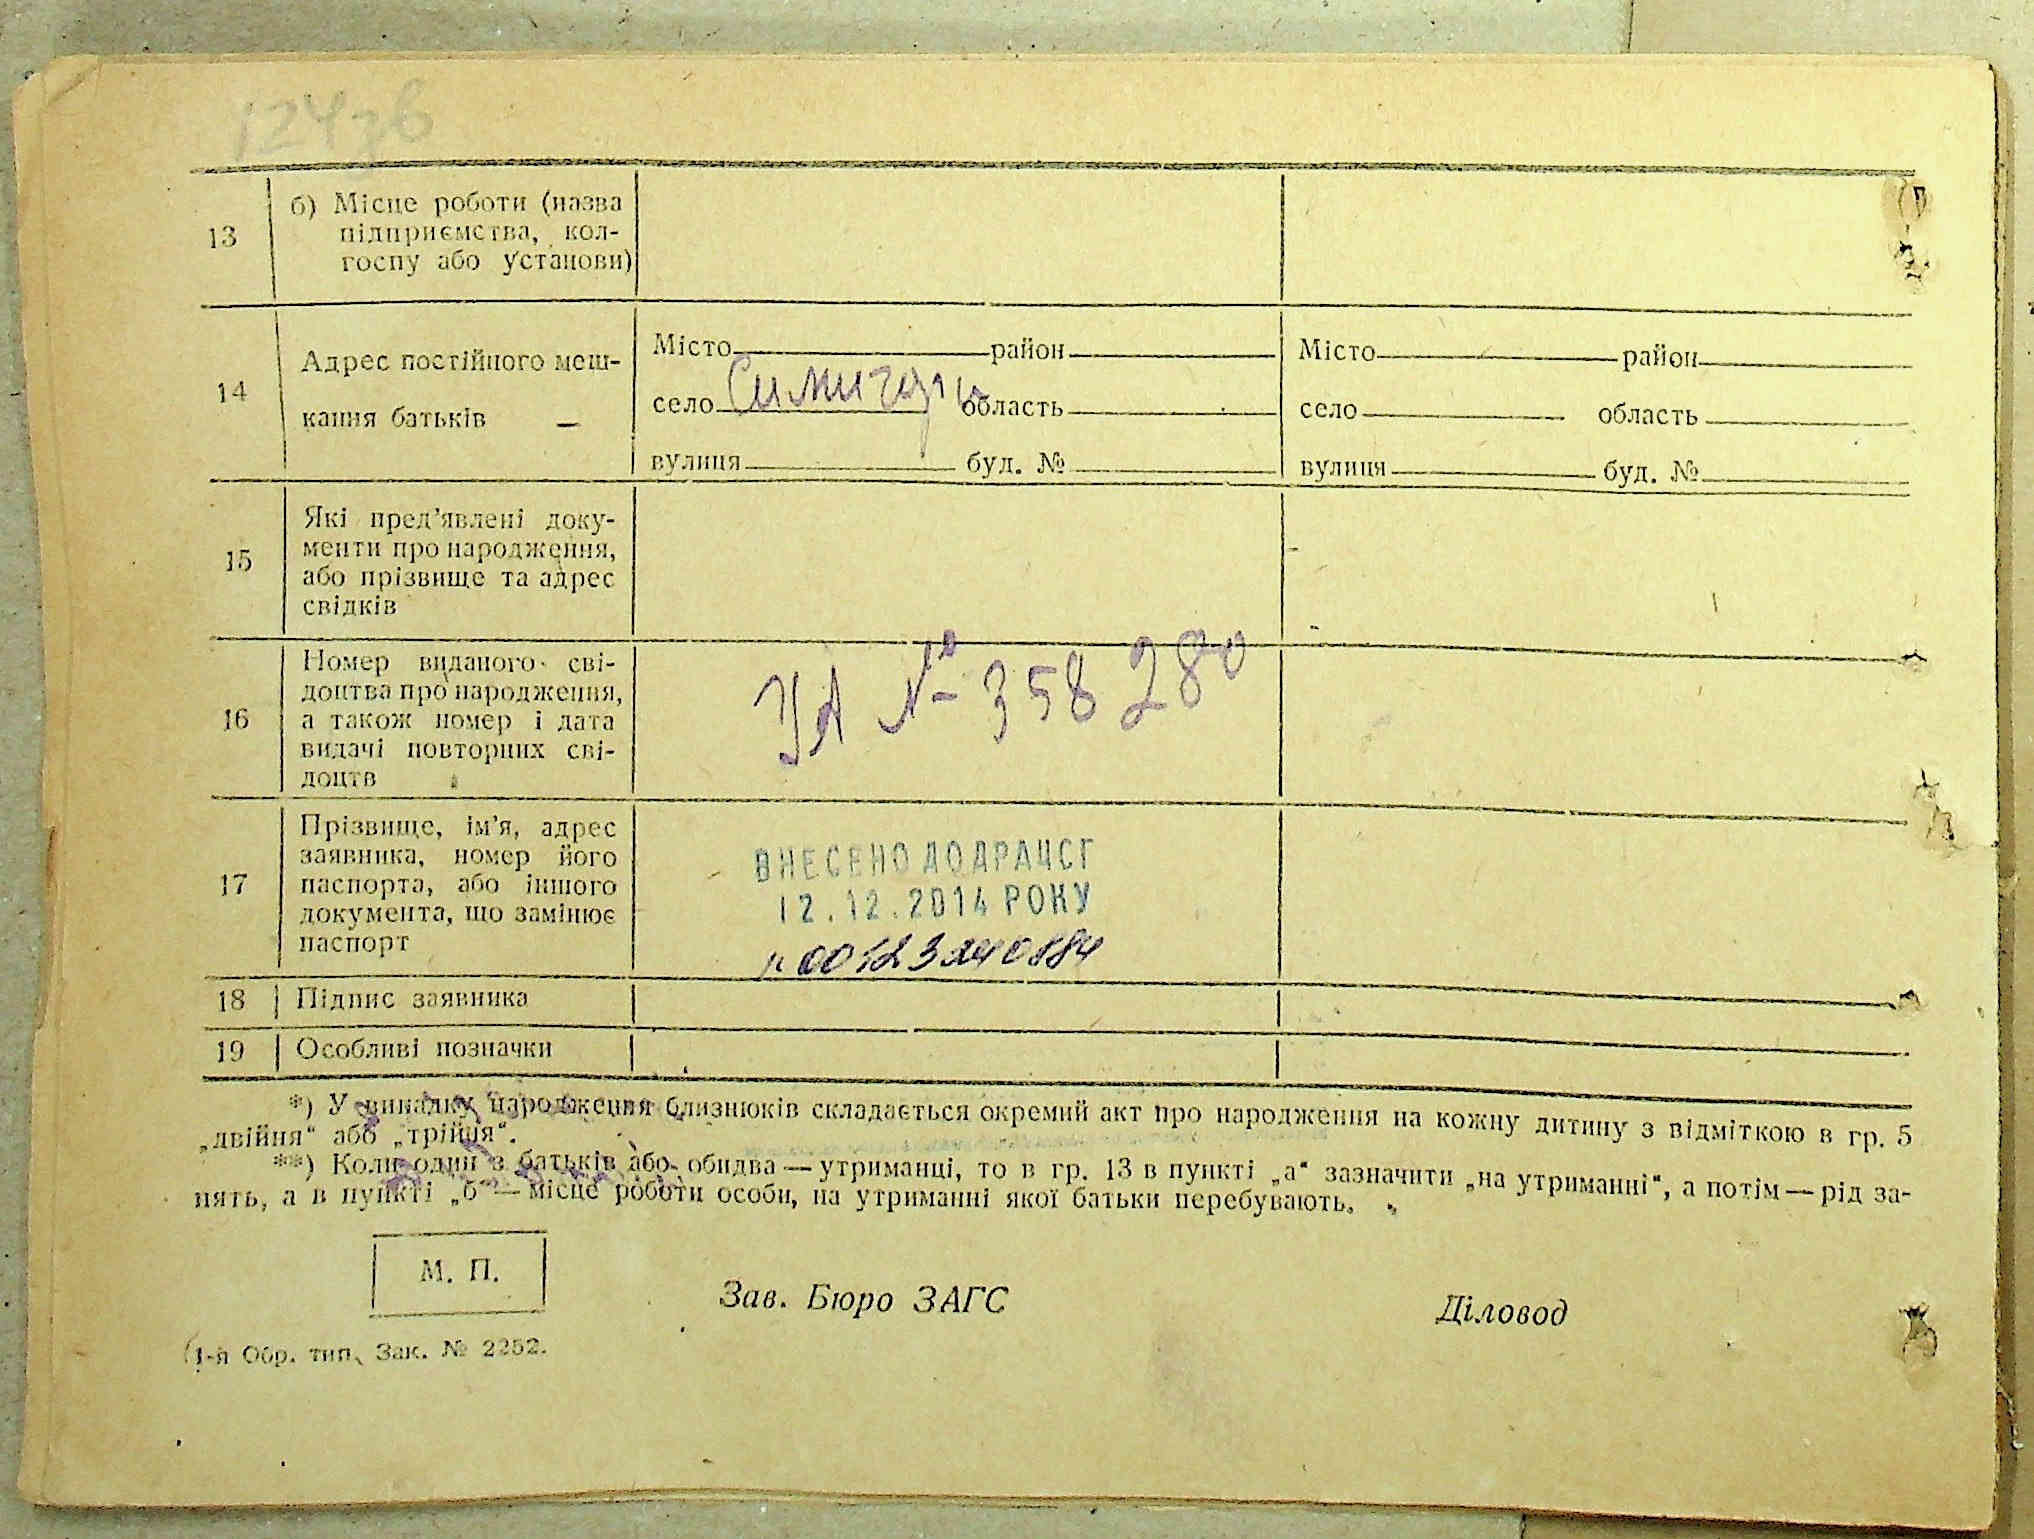 124зв
13
б) Місце роботи (назва
підприємства, кол-
госпу або установи)
14
Адрес постійного меш-
кання батьків —
Місто район
село область
вулиця буд. №
Місто район
село область
вулиця буд. №
15
Які пред’явлені доку-
менти про народження,
або прізвище та адрес
свідків
16
Номер виданого сві-
доцтва про народження,
а також номер і дата
видачі повторних сві-
доцтв
УА № 358280
17
Прізвище, ім’я, адрес
заявника, номер його
паспорта, або іншого
документа, що замінює
паспорт
ВНЕСЕНО ДО ДРАЦСГ
12.12.2014 РОКУ
18 Підпис заявника
19 Особливі позначки
*) У випадку народження близнюків складається окремий акт про народження на кожну дитину з відміткою в гр. 5
„двійня“ або „трійця“.
**) Коли один з батьків або обидва — утриманці, то в гр. 13 в пункті „а“ зазначити „на утриманні“, а потім — рід за-
нять, а в пункті „б“ — місце роботи особи, на утриманні якої батьки перебувають.
М. П.
Зав. Бюро ЗАГС
Діловод
1-я Обр. тип. Зак. № 2252.